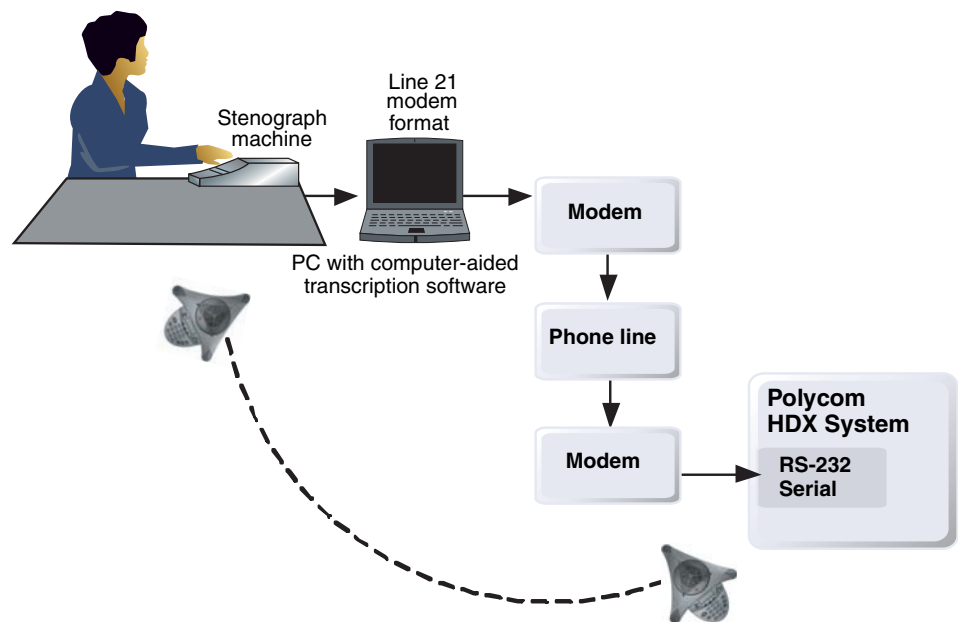 Stenograph
machine
Line 21
modem
format
PC with computer-aided
transcription software
Modem
Phone line
Modem
Polycom
HDX System
RS-232
Serial